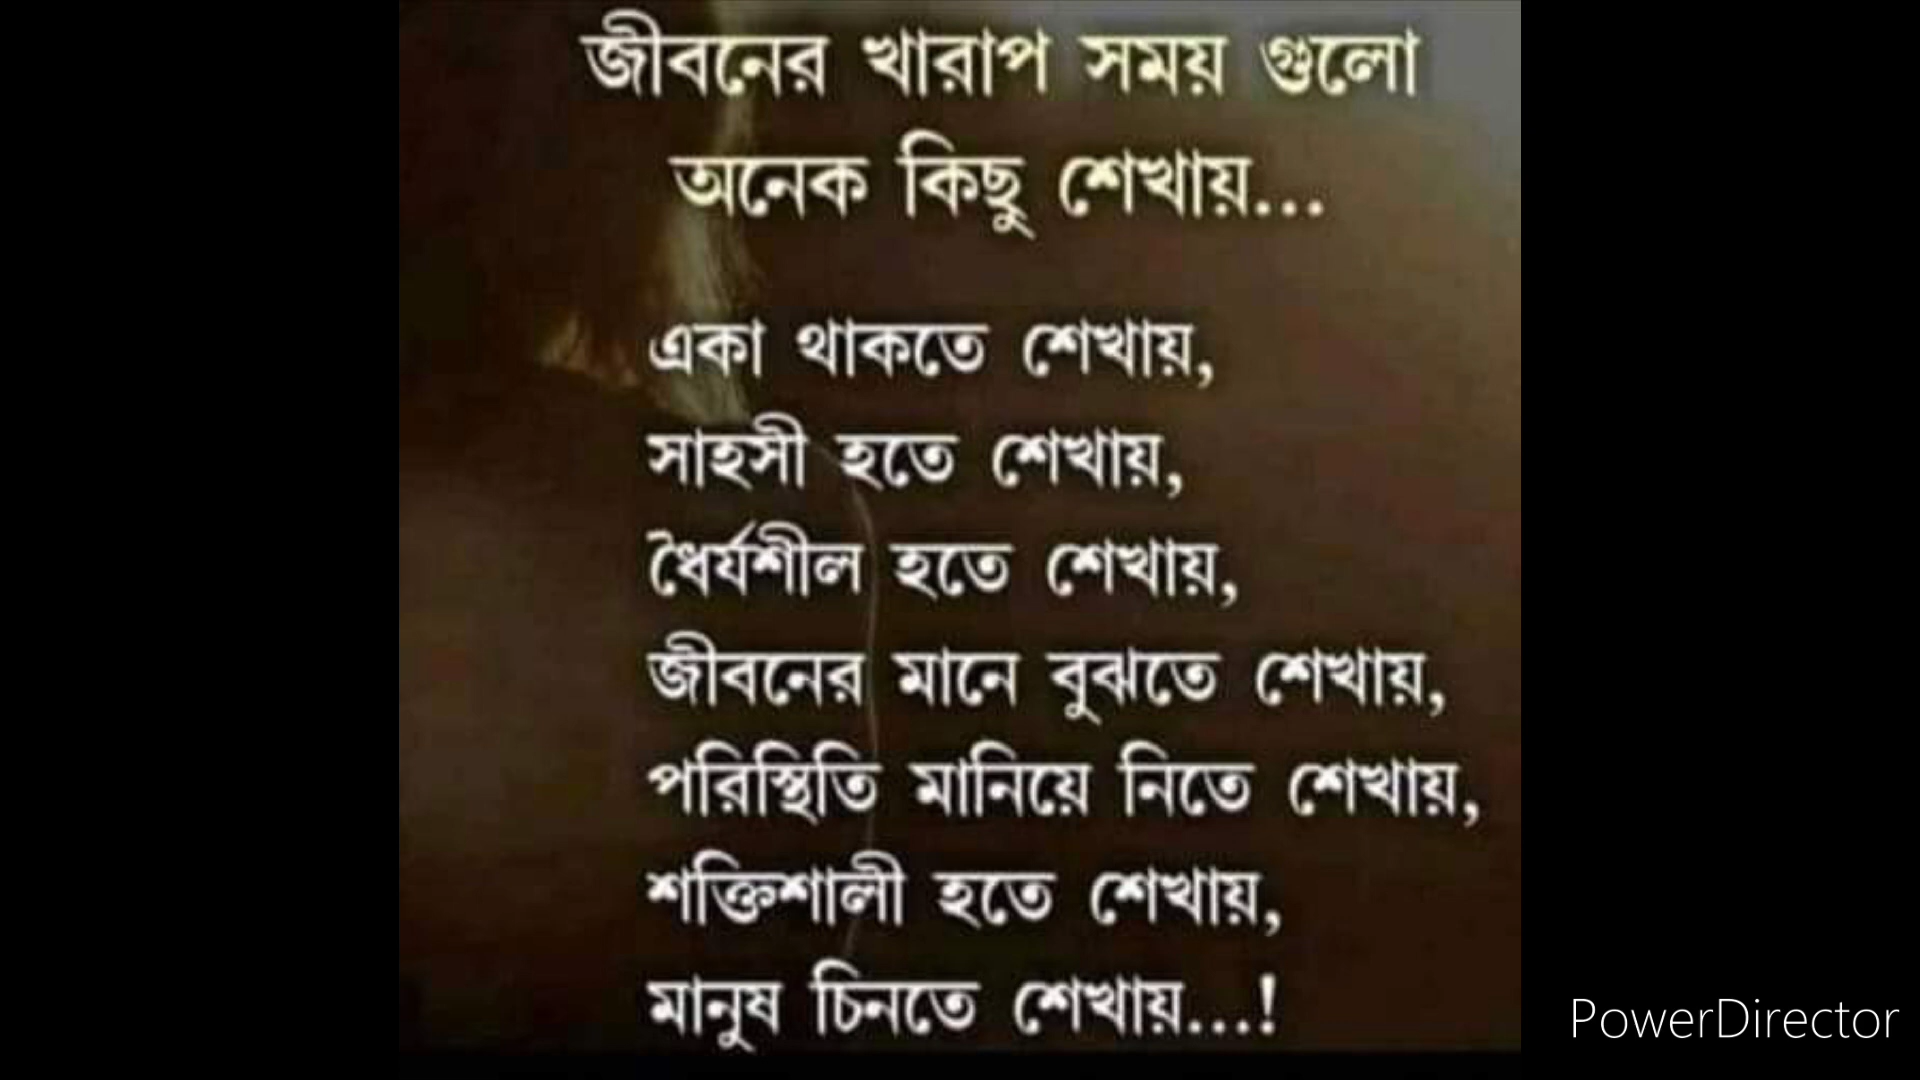 জীবনের খারাপ সময় গুলো
অনেক কিছু শেখায়...
একা থাকতে শেখায়,
সাহসী হতে শেখায়,
ধৈর্যশীল হতে শেখায়,
জীবনের মানে বুঝতে শেখায়,
পরিস্থিতি মানিয়ে নিতে শেখায়,
শক্তিশালী হতে শেখায়,
মানুষ চিনতে শেখায়...!
PowerDirector